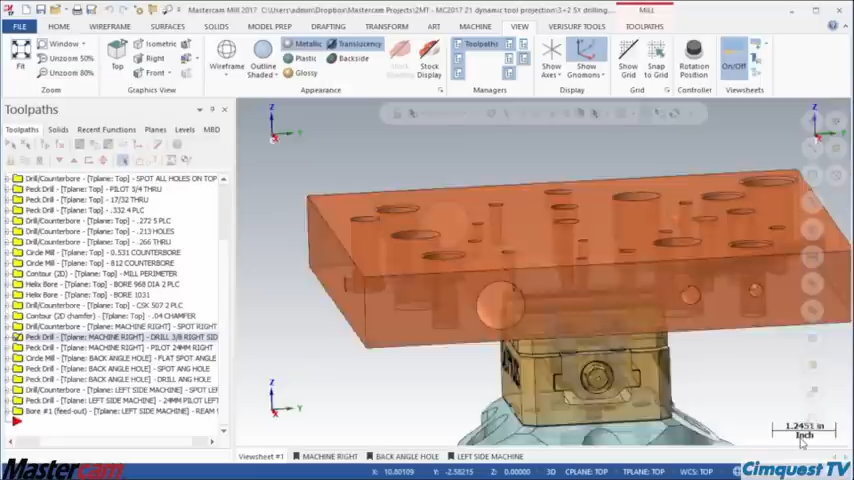 Mastercam Mill 2017 C:\Users\admin\Dropbox\Mastercam Projects\2MT - MC2017 21 dynamic tool projection\3+2 5X drilling...
MILL
FILE HOME WIREFRAME SURFACES SOLIDS MODEL PREP DRAFTING TRANSFORM ART MACHINE VIEW VERISURF TOOLS TOOLPATHS
Window Isometric Metallic Translucency Toolpaths
Unzoom 50% Front Plastic Backside
Unzoom 80% Right Glossy
Fit Top Wireframe Outline Shaded Stock Shading Stock Display Show Axes Show Gnomons Show Grid Snap to Grid Rotation Position On/Off
Zoom Graphics View Appearance Managers Display Grid Controller Viewsheets
Toolpaths
Toolpaths Solids Recent Functions Planes Levels MBD
Drill/Counterbore - [Tplane: Top] - SPOT ALL HOLES ON TOP
Peck Drill - [Tplane: Top] - PILOT 3/4 THRU
Peck Drill - [Tplane: Top] - 17/32 THRU
Peck Drill - [Tplane: Top] - .332 4 PLC
Drill/Counterbore - [Tplane: Top] - .272 5 PLC
Drill/Counterbore - [Tplane: Top] - .213 HOLES
Drill/Counterbore - [Tplane: Top] - .266 THRU
Circle Mill - [Tplane: Top] - 0.531 COUNTERBORE
Circle Mill - [Tplane: Top] - 812 COUNTERBORE
Contour (2D) - [Tplane: Top] - MILL PERIMETER
Helix Bore - [Tplane: Top] - BORE 968 DIA 2 PLC
Helix Bore - [Tplane: Top] - BORE 1031
Drill/Counterbore - [Tplane: Top] - CSK 507 2 PLC
Contour (2D chamfer) - [Tplane: Top] - .04 CHAMFER
Drill/Counterbore - [Tplane: MACHINE RIGHT] - SPOT RIGHT
Peck Drill - [Tplane: MACHINE RIGHT] - DRILL 3/8 RIGHT SID
Peck Drill - [Tplane: MACHINE RIGHT] - PILOT 24MM RIGHT
Circle Mill - [Tplane: BACK ANGLE HOLE] - FLAT SPOT ANGLE
Peck Drill - [Tplane: BACK ANGLE HOLE] - SPOT ANG HOLE
Peck Drill - [Tplane: BACK ANGLE HOLE] - DRILL ANG HOLE
Drill/Counterbore - [Tplane: LEFT SIDE MACHINE] - SPOT LEF
Peck Drill - [Tplane: LEFT SIDE MACHINE] - 24MM PILOT LEF
Bore #1 (feed-out) - [Tplane: LEFT SIDE MACHINE] - REAM
Z
Y
X
Z
Z
Y
X
1.2451 in
Inch
Viewsheet #1 MACHINE RIGHT BACK ANGLE HOLE LEFT SIDE MACHINE
X: 10.80109 Y: -2.58215 Z: 0.00000 3D CPLANE: TOP TPLANE: TOP WCS: TOP
Mastercam
Cimquest TV